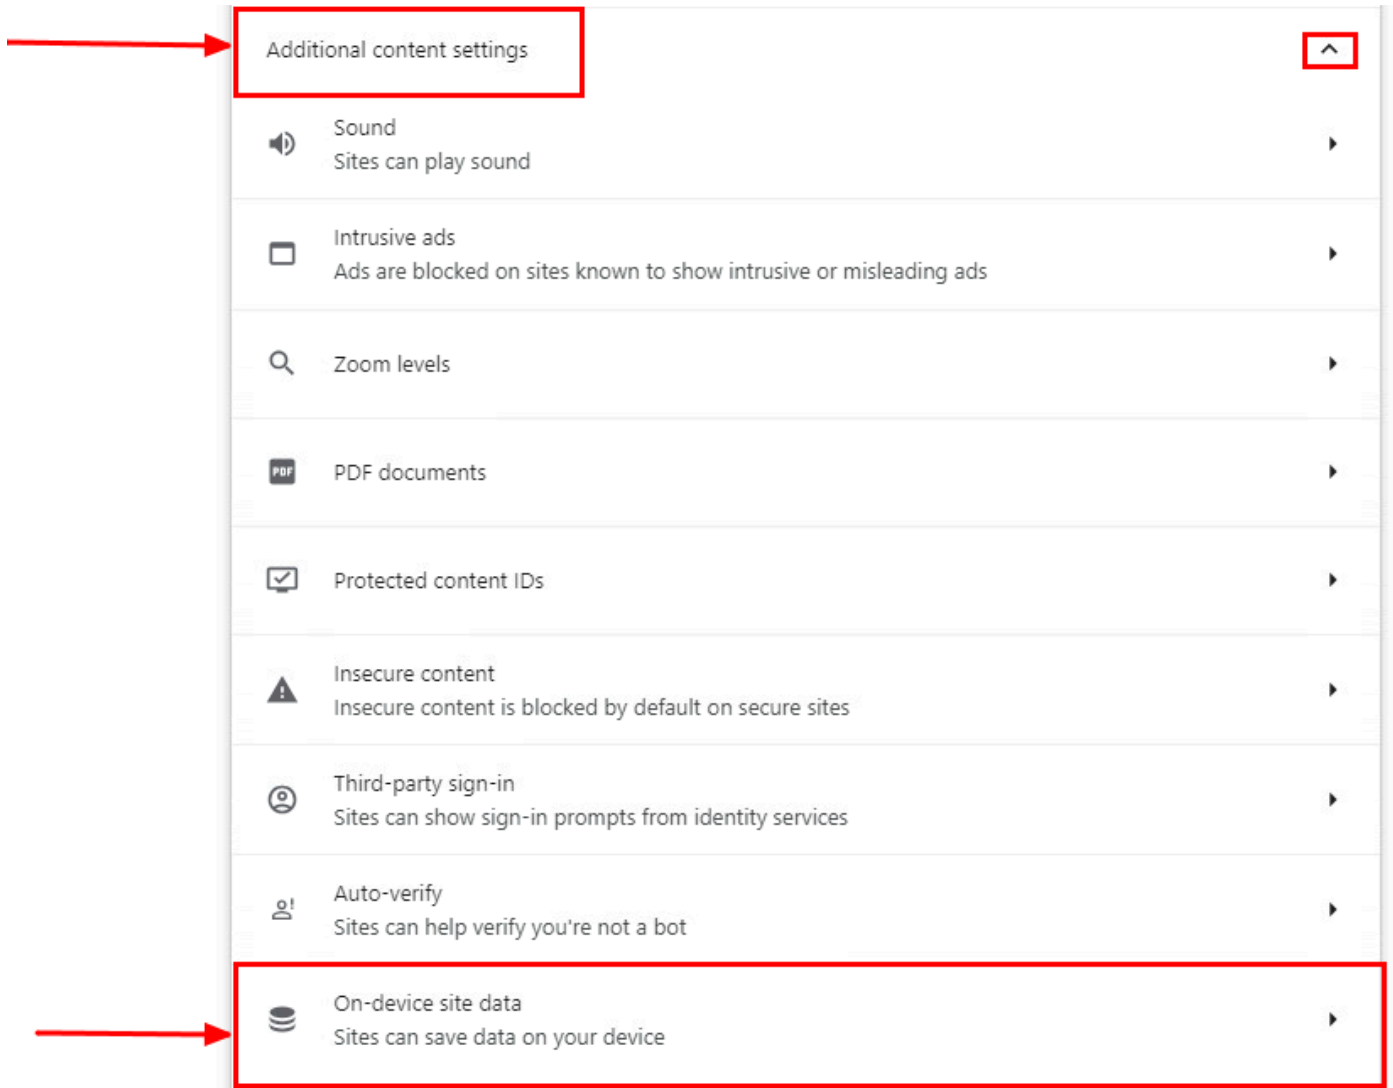 Additional content settings
Sound
Sites can play sound
Intrusive ads
Ads are blocked on sites known to show intrusive or misleading ads
Zoom levels
PDF
PDF documents
Protected content IDs
Insecure content
Insecure content is blocked by default on secure sites
Third-party sign-in
Sites can show sign-in prompts from identity services
Auto-verify
Sites can help verify you're not a bot
On-device site data
Sites can save data on your device